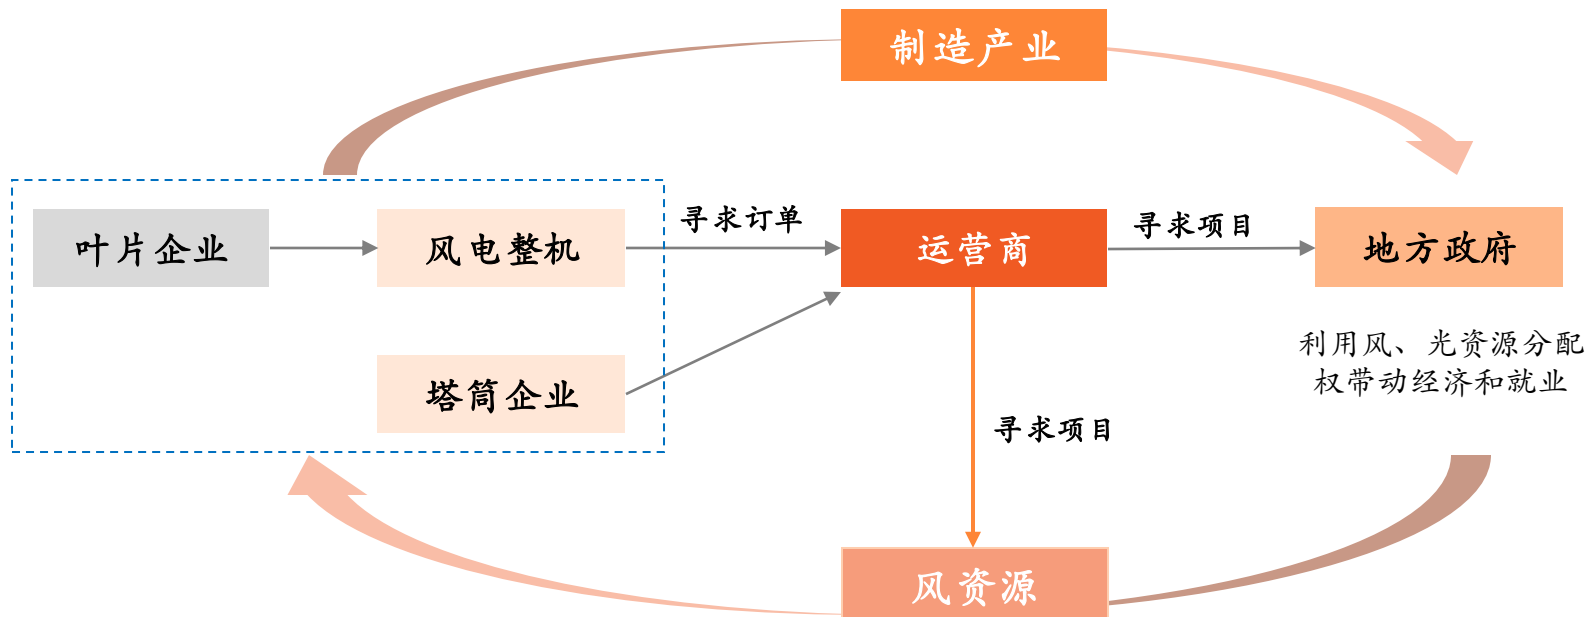 制造产业
寻求订单
寻求项目
叶片企业
风电整机
运营商
地方政府
利用风、光资源分配
权带动经济和就业
塔筒企业
寻求项目
风资源